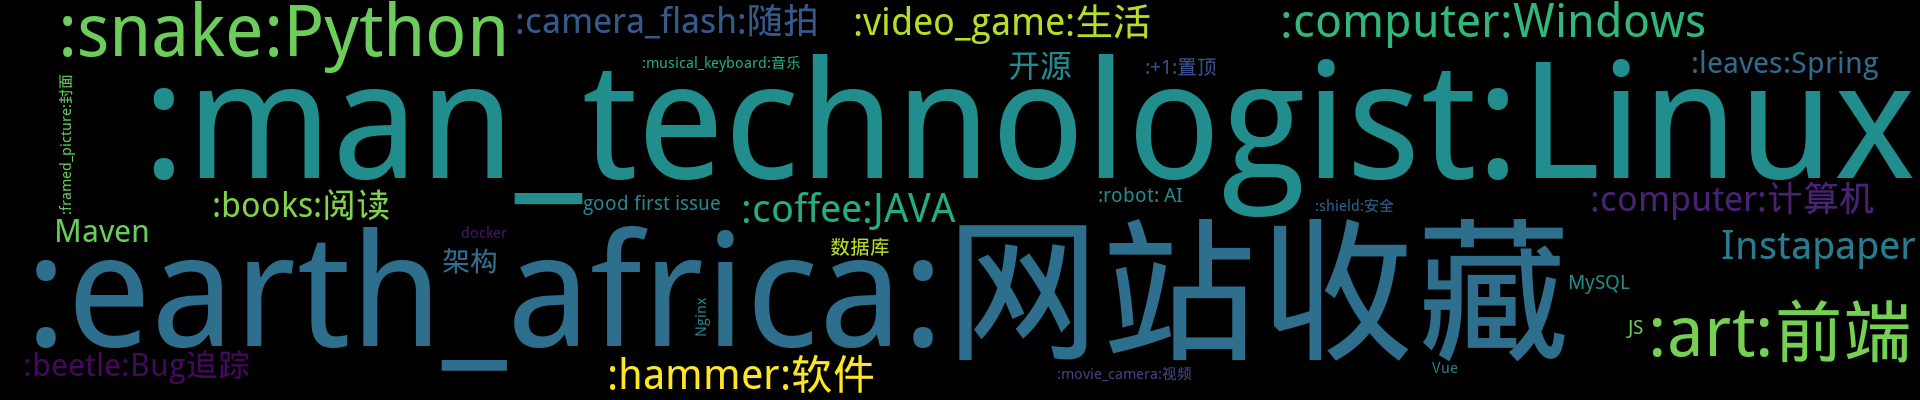 :snake:Python
:camera_flash:随拍
:video_game:生活
:computer:Windows
:musical_keyboard:音乐
开源
:+1:置顶
:leaves:Spring
:framed_picture:封面
:man_technologist:Linux
:books:阅读
good first issue
:coffee:JAVA
:robot: AI
:shield:安全
:computer:计算机
Maven
docker
架构
数据库
Instapaper
:earth_africa:网站收藏
Nginx
MySQL
JS
:art:前端
:beetle:Bug追踪
:hammer:软件
:movie_camera:视频
Vue